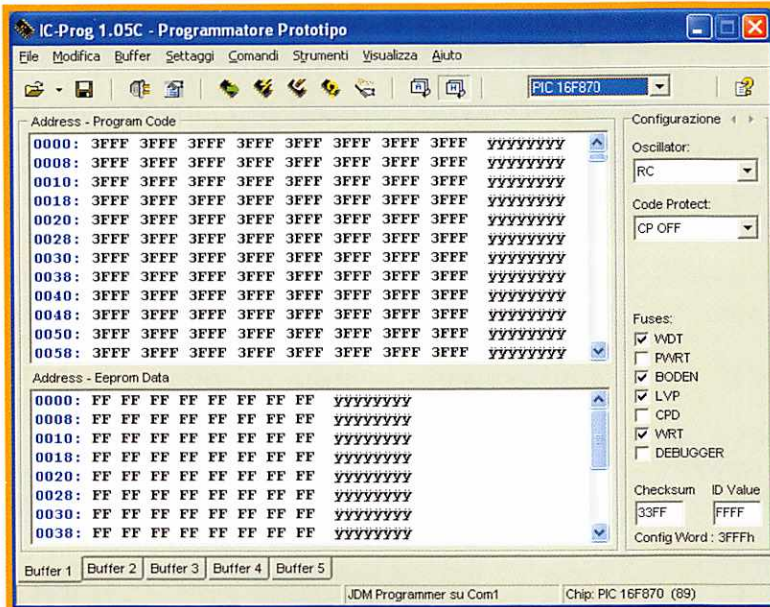 IC-Prog 1.05C - Programmatore Prototipo
File Modifica Buffer Settaggi Comandi Strumenti Visualizza Aiuto
PIC 16F870
Address - Program Code
0000: 3FFF 3FFF 3FFF 3FFF 3FFF 3FFF 3FFF 3FFF ÿÿÿÿÿÿÿÿ
0008: 3FFF 3FFF 3FFF 3FFF 3FFF 3FFF 3FFF 3FFF ÿÿÿÿÿÿÿÿ
0010: 3FFF 3FFF 3FFF 3FFF 3FFF 3FFF 3FFF 3FFF ÿÿÿÿÿÿÿÿ
0018: 3FFF 3FFF 3FFF 3FFF 3FFF 3FFF 3FFF 3FFF ÿÿÿÿÿÿÿÿ
0020: 3FFF 3FFF 3FFF 3FFF 3FFF 3FFF 3FFF 3FFF ÿÿÿÿÿÿÿÿ
0028: 3FFF 3FFF 3FFF 3FFF 3FFF 3FFF 3FFF 3FFF ÿÿÿÿÿÿÿÿ
0030: 3FFF 3FFF 3FFF 3FFF 3FFF 3FFF 3FFF 3FFF ÿÿÿÿÿÿÿÿ
0038: 3FFF 3FFF 3FFF 3FFF 3FFF 3FFF 3FFF 3FFF ÿÿÿÿÿÿÿÿ
0040: 3FFF 3FFF 3FFF 3FFF 3FFF 3FFF 3FFF 3FFF ÿÿÿÿÿÿÿÿ
0048: 3FFF 3FFF 3FFF 3FFF 3FFF 3FFF 3FFF 3FFF ÿÿÿÿÿÿÿÿ
0050: 3FFF 3FFF 3FFF 3FFF 3FFF 3FFF 3FFF 3FFF ÿÿÿÿÿÿÿÿ
0058: 3FFF 3FFF 3FFF 3FFF 3FFF 3FFF 3FFF 3FFF ÿÿÿÿÿÿÿÿ
Address - Eeprom Data
0000: FF FF FF FF FF FF FF FF ÿÿÿÿÿÿÿÿ
0008: FF FF FF FF FF FF FF FF ÿÿÿÿÿÿÿÿ
0010: FF FF FF FF FF FF FF FF ÿÿÿÿÿÿÿÿ
0018: FF FF FF FF FF FF FF FF ÿÿÿÿÿÿÿÿ
0020: FF FF FF FF FF FF FF FF ÿÿÿÿÿÿÿÿ
0028: FF FF FF FF FF FF FF FF ÿÿÿÿÿÿÿÿ
0030: FF FF FF FF FF FF FF FF ÿÿÿÿÿÿÿÿ
0038: FF FF FF FF FF FF FF FF ÿÿÿÿÿÿÿÿ
Configurazione
Oscillator:
RC
Code Protect:
CP OFF
Fuses:
WDT
PWRT
BODEN
LVP
CPD
WRT
DEBUGGER
Checksum ID Value
33FF FFFF
Config Word : 3FFFh
Buffer 1 Buffer 2 Buffer 3 Buffer 4 Buffer 5
JDM Programmer su Com1 Chip: PIC 16F870 (89)